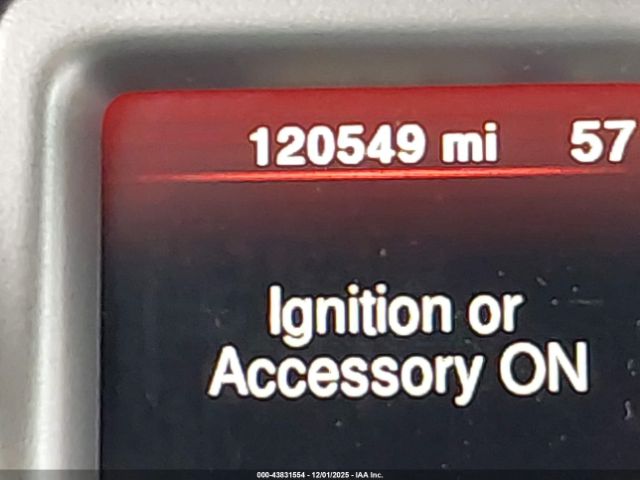 120549 mi 57
Ignition or
Accessory ON
000-43831554 - 12/01/2025 - IAA Inc.